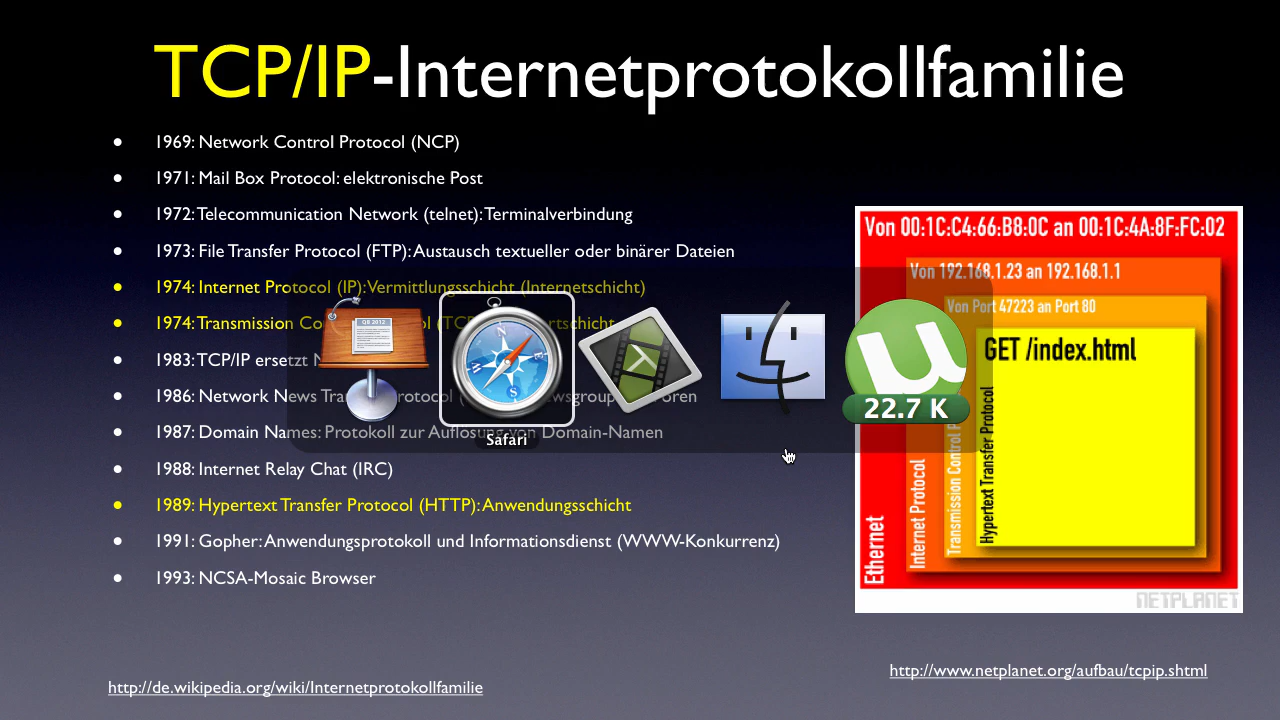 TCP/IP-Internetprotokollfamilie
1969: Network Control Protocol (NCP)
1971: Mail Box Protocol: elektronische Post
1972: Telecommunication Network (telnet): Terminalverbindung
1973: File Transfer Protocol (FTP): Austausch textueller oder binärer Dateien
1974: Internet Protocol (IP): Vermittlungsschicht (Internetschicht)
1974: Transmission
1983: TCP/IP ersetzt
1986: Network News
1987: Domain Names: Protokoll zur Auflösung von Domain-Namen
1988: Internet Relay Chat (IRC)
1989: Hypertext Transfer Protocol (HTTP): Anwendungsschicht
1991: Gopher: Anwendungsprotokoll und Informationsdienst (WWW-Konkurrenz)
1993: NCSA-Mosaic Browser
Safari
22.7 K
Von 00:1C:C4:66:B8:0C an 00:1C:4A:8F:FC:02
Von 192.168.1.23 an 192.168.1.1
Von Port 47223 an Port 80
GET /index.html
Ethernet
Internet Protocol
Transmission Control
Hypertext Transfer Protocol
NETPLANET
http://de.wikipedia.org/wiki/Internetprotokollfamilie
http://www.netplanet.org/aufbau/tcpip.shtml